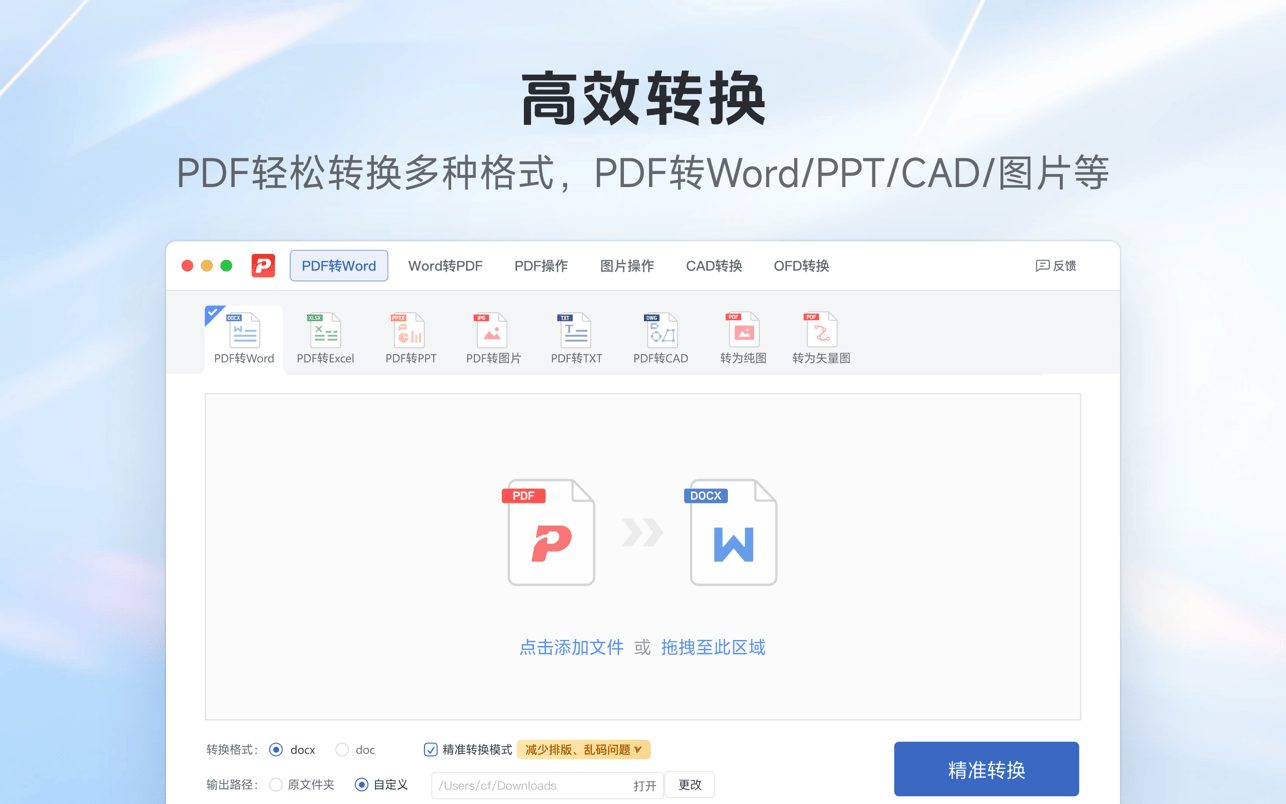 高效转换
PDF轻松转换多种格式，PDF转Word/PPT/CAD/图片等
PDF转Word Word转PDF PDF操作 图片操作 CAD转换 OFD转换 反馈
DOCX XLSX PPTX JPG TXT DWG PDF PDF
PDF转Word PDF转Excel PDF转PPT PDF转图片 PDF转TXT PDF转CAD 转为纯图 转为矢量图
PDF DOCX
点击添加文件 或 拖拽至此区域
转换格式： docx doc 精准转换模式 减少排版、乱码问题
精准转换
输出路径： 原文件夹 自定义 /Users/cf/Downloads 打开 更改